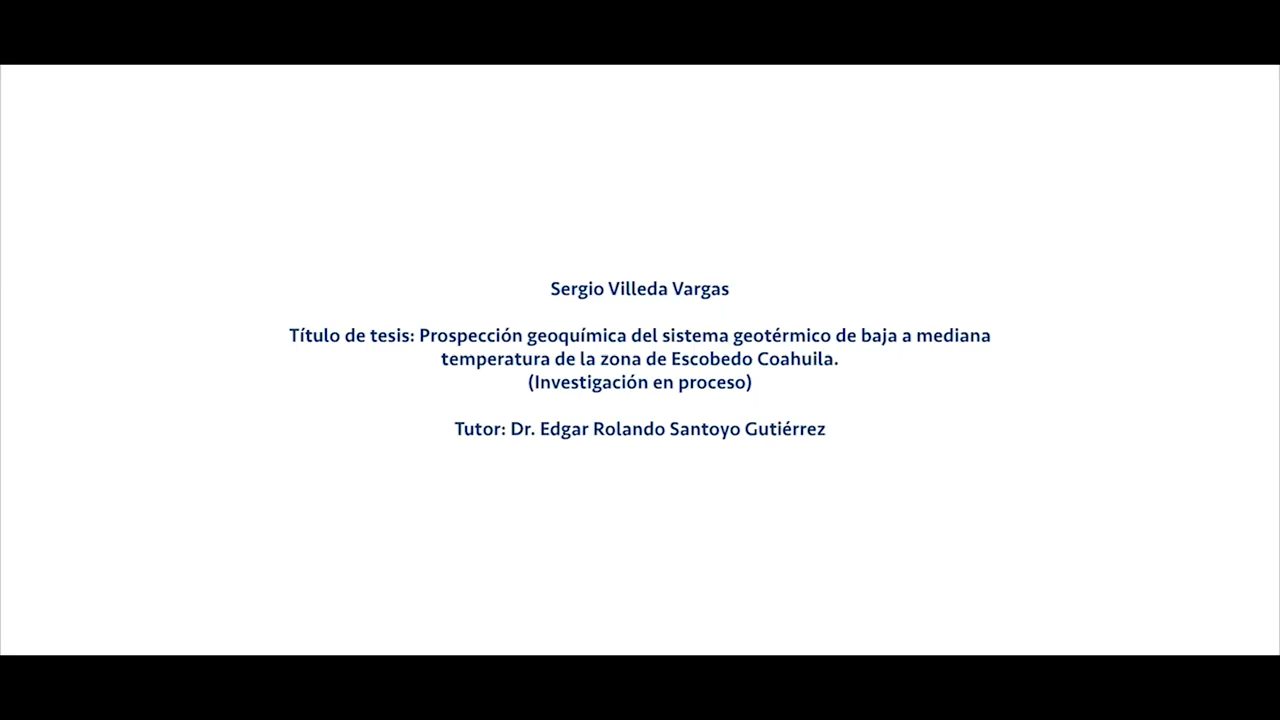 Sergio Villeda Vargas
Título de tesis: Prospección geoquímica del sistema geotérmico de baja a mediana
temperatura de la zona de Escobedo Coahuila.
(Investigación en proceso)
Tutor: Dr. Edgar Rolando Santoyo Gutiérrez